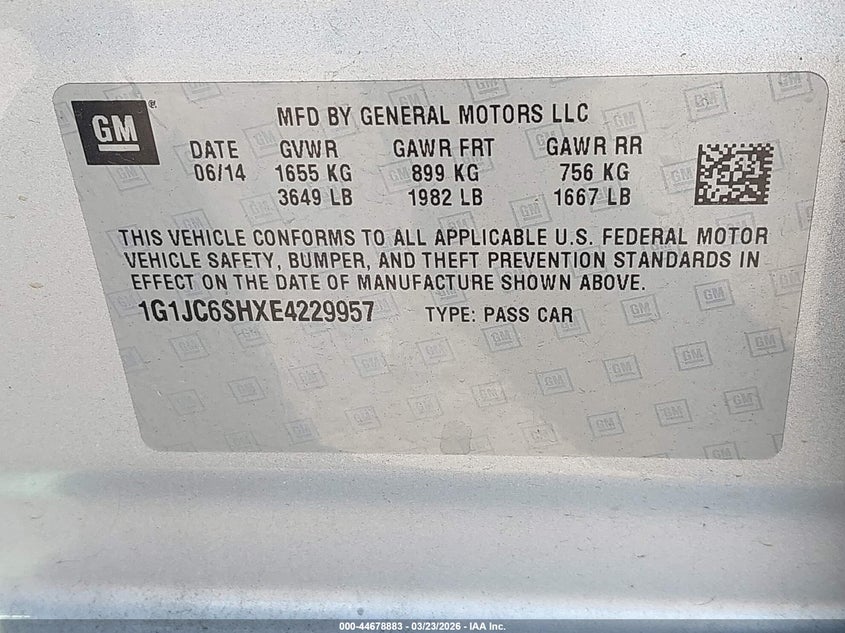 GM ®
MFD BY GENERAL MOTORS LLC
DATE GVWR GAWR FRT GAWR RR
06/14 1655 KG 899 KG 756 KG
3649 LB 1982 LB 1667 LB
THIS VEHICLE CONFORMS TO ALL APPLICABLE U.S. FEDERAL MOTOR
VEHICLE SAFETY, BUMPER, AND THEFT PREVENTION STANDARDS IN
EFFECT ON THE DATE OF MANUFACTURE SHOWN ABOVE.
1G1JC6SHXE4229957 TYPE: PASS CAR
000-44678883 / 03/23/2026 - IAA Inc.